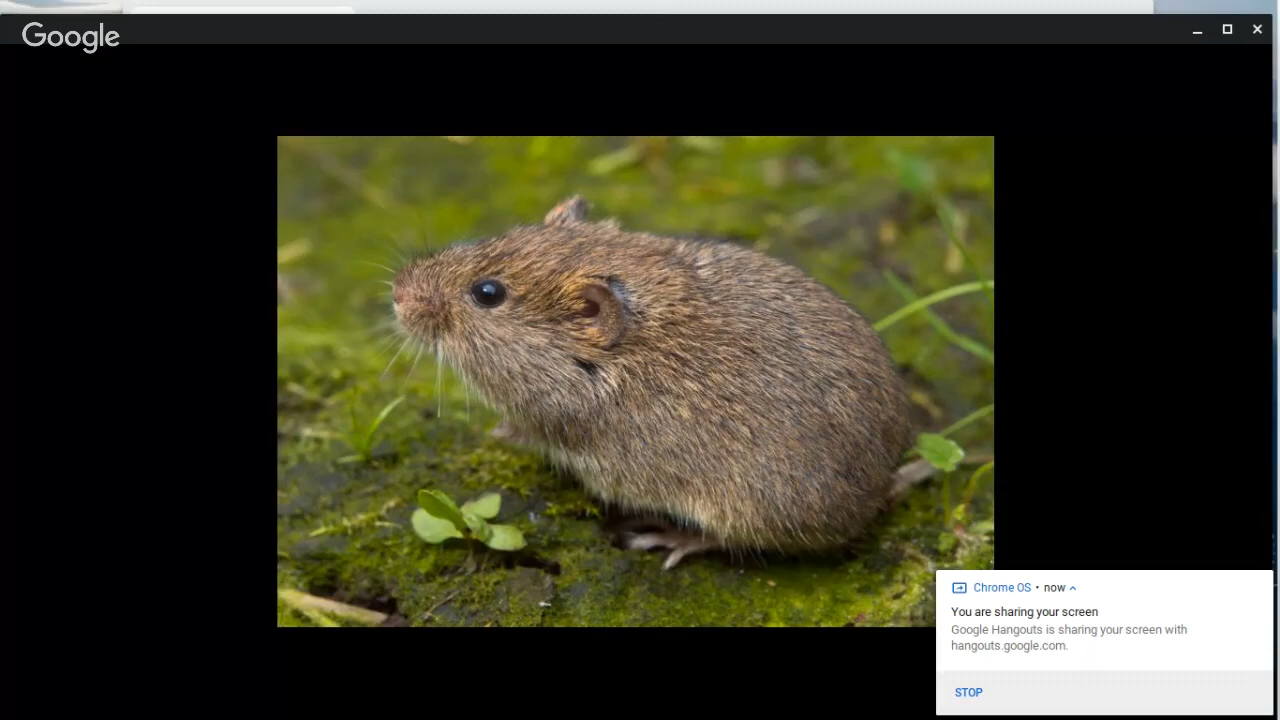 Google
Chrome OS • now
You are sharing your screen
Google Hangouts is sharing your screen with
hangouts.google.com.
STOP